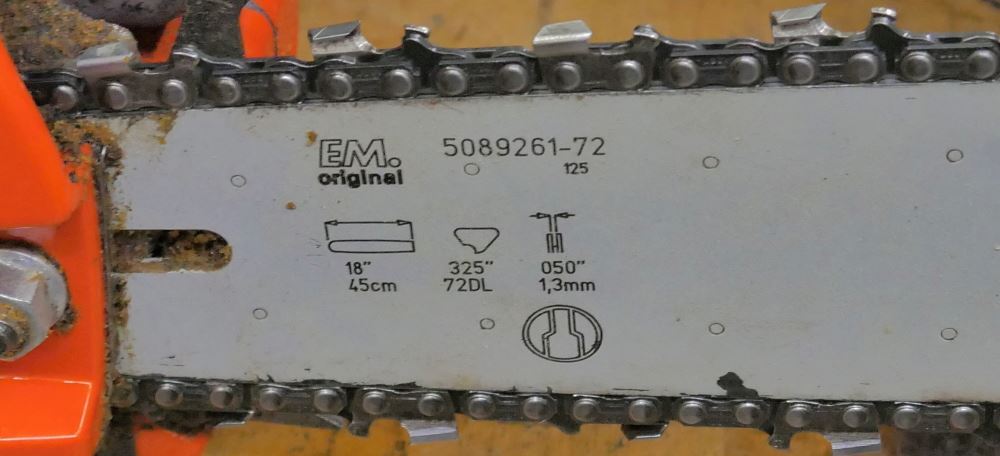 EM.
original
5089261-72
125
18"
45cm
325"
72DL
050"
1,3mm